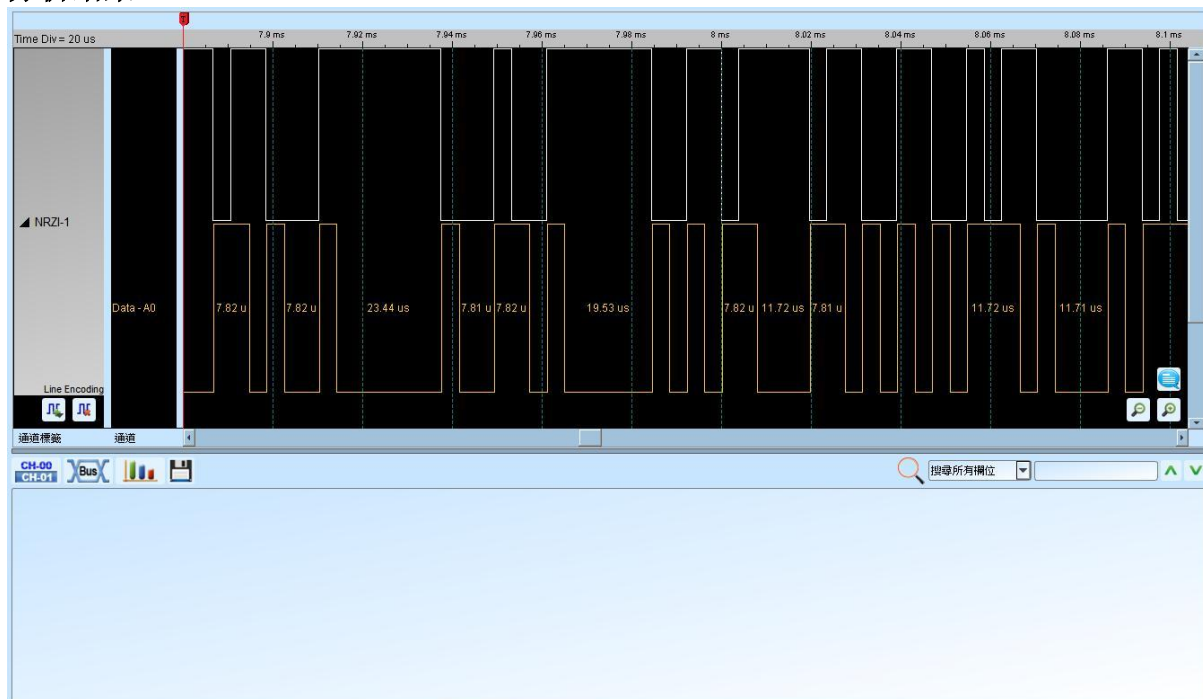 T
Time Div = 20 us
7.9 ms 7.92 ms 7.94 ms 7.96 ms 7.98 ms 8 ms 8.02 ms 8.04 ms 8.06 ms 8.08 ms 8.1 ms
NRZI-1
Data - A0
7.82 u 7.82 u 23.44 us 7.81 u 7.82 u 19.53 us 7.82 u 11.72 us 7.81 u 11.72 us 11.71 us
Line Encoding
通道標籤 通道
CH-00
CH-01
Bus
搜尋所有欄位